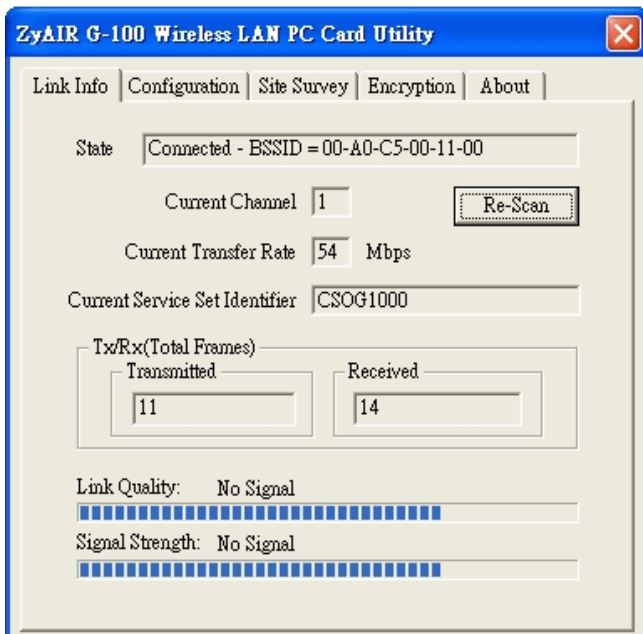 ZyAIR G-100 Wireless LAN PC Card Utility
Link Info Configuration Site Survey Encryption About
State Connected - BSSID = 00-A0-C5-00-11-00
Current Channel 1 Re-Scan
Current Transfer Rate 54 Mbps
Current Service Set Identifier CSOG1000
Tx/Rx(Total Frames)
Transmitted Received
11 14
Link Quality: No Signal
Signal Strength: No Signal